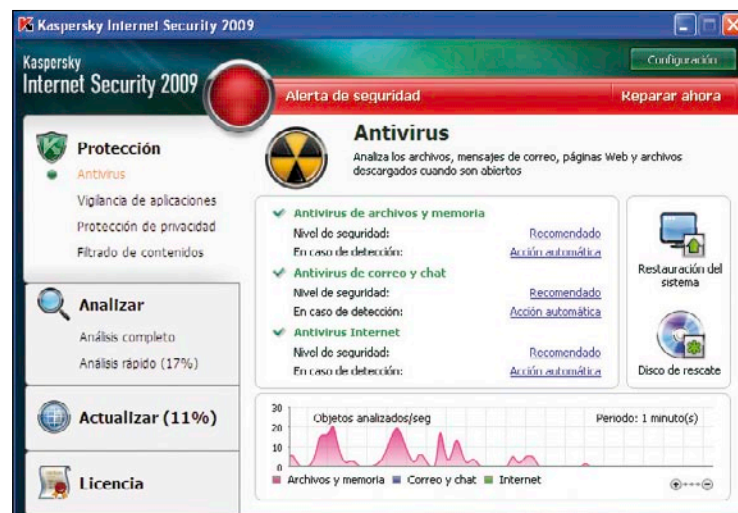 Kaspersky Internet Security 2009
Kaspersky
Internet Security 2009
Configuración
Alerta de seguridad
Reparar ahora
Protección
Antivirus
Vigilancia de aplicaciones
Protección de privacidad
Filtrado de contenidos
Analizar
Análisis completo
Análisis rápido (17%)
Actualizar (11%)
Licencia
Antivirus
Analiza los archivos, mensajes de correo, páginas Web y archivos
descargados cuando son abiertos
Antivirus de archivos y memoria
Nivel de seguridad: Recomendado
En caso de detección: Acción automática
Antivirus de correo y chat
Nivel de seguridad: Recomendado
En caso de detección: Acción automática
Antivirus Internet
Nivel de seguridad: Recomendado
En caso de detección: Acción automática
Restauración del
sistema
Disco de rescate
30
20
10
0
Objetos analizados/seg
Periodo: 1 minuto(s)
Archivos y memoria Correo y chat Internet